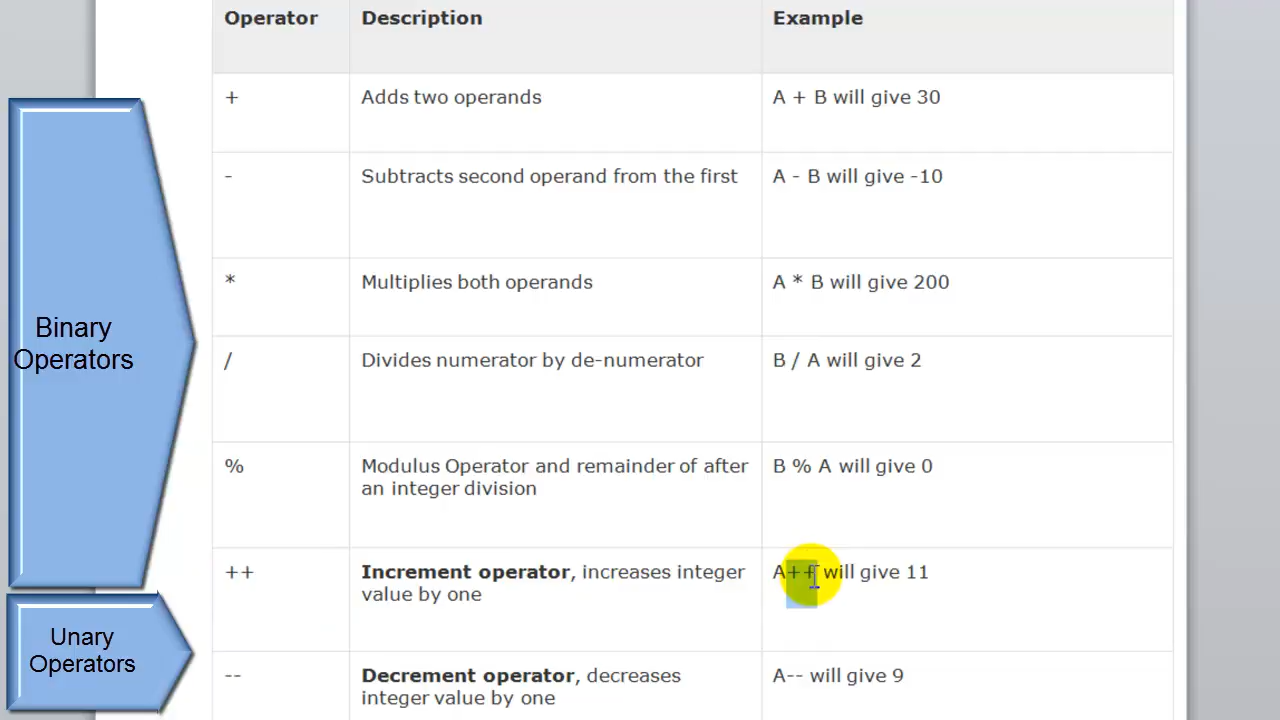 Operator Description Example
+ Adds two operands A + B will give 30
- Subtracts second operand from the first A - B will give -10
* Multiplies both operands A * B will give 200
/ Divides numerator by de-numerator B / A will give 2
% Modulus Operator and remainder of after B % A will give 0
an integer division
++ Increment operator, increases integer A++ will give 11
value by one
-- Decrement operator, decreases A-- will give 9
integer value by one
Binary
Operators
Unary
Operators